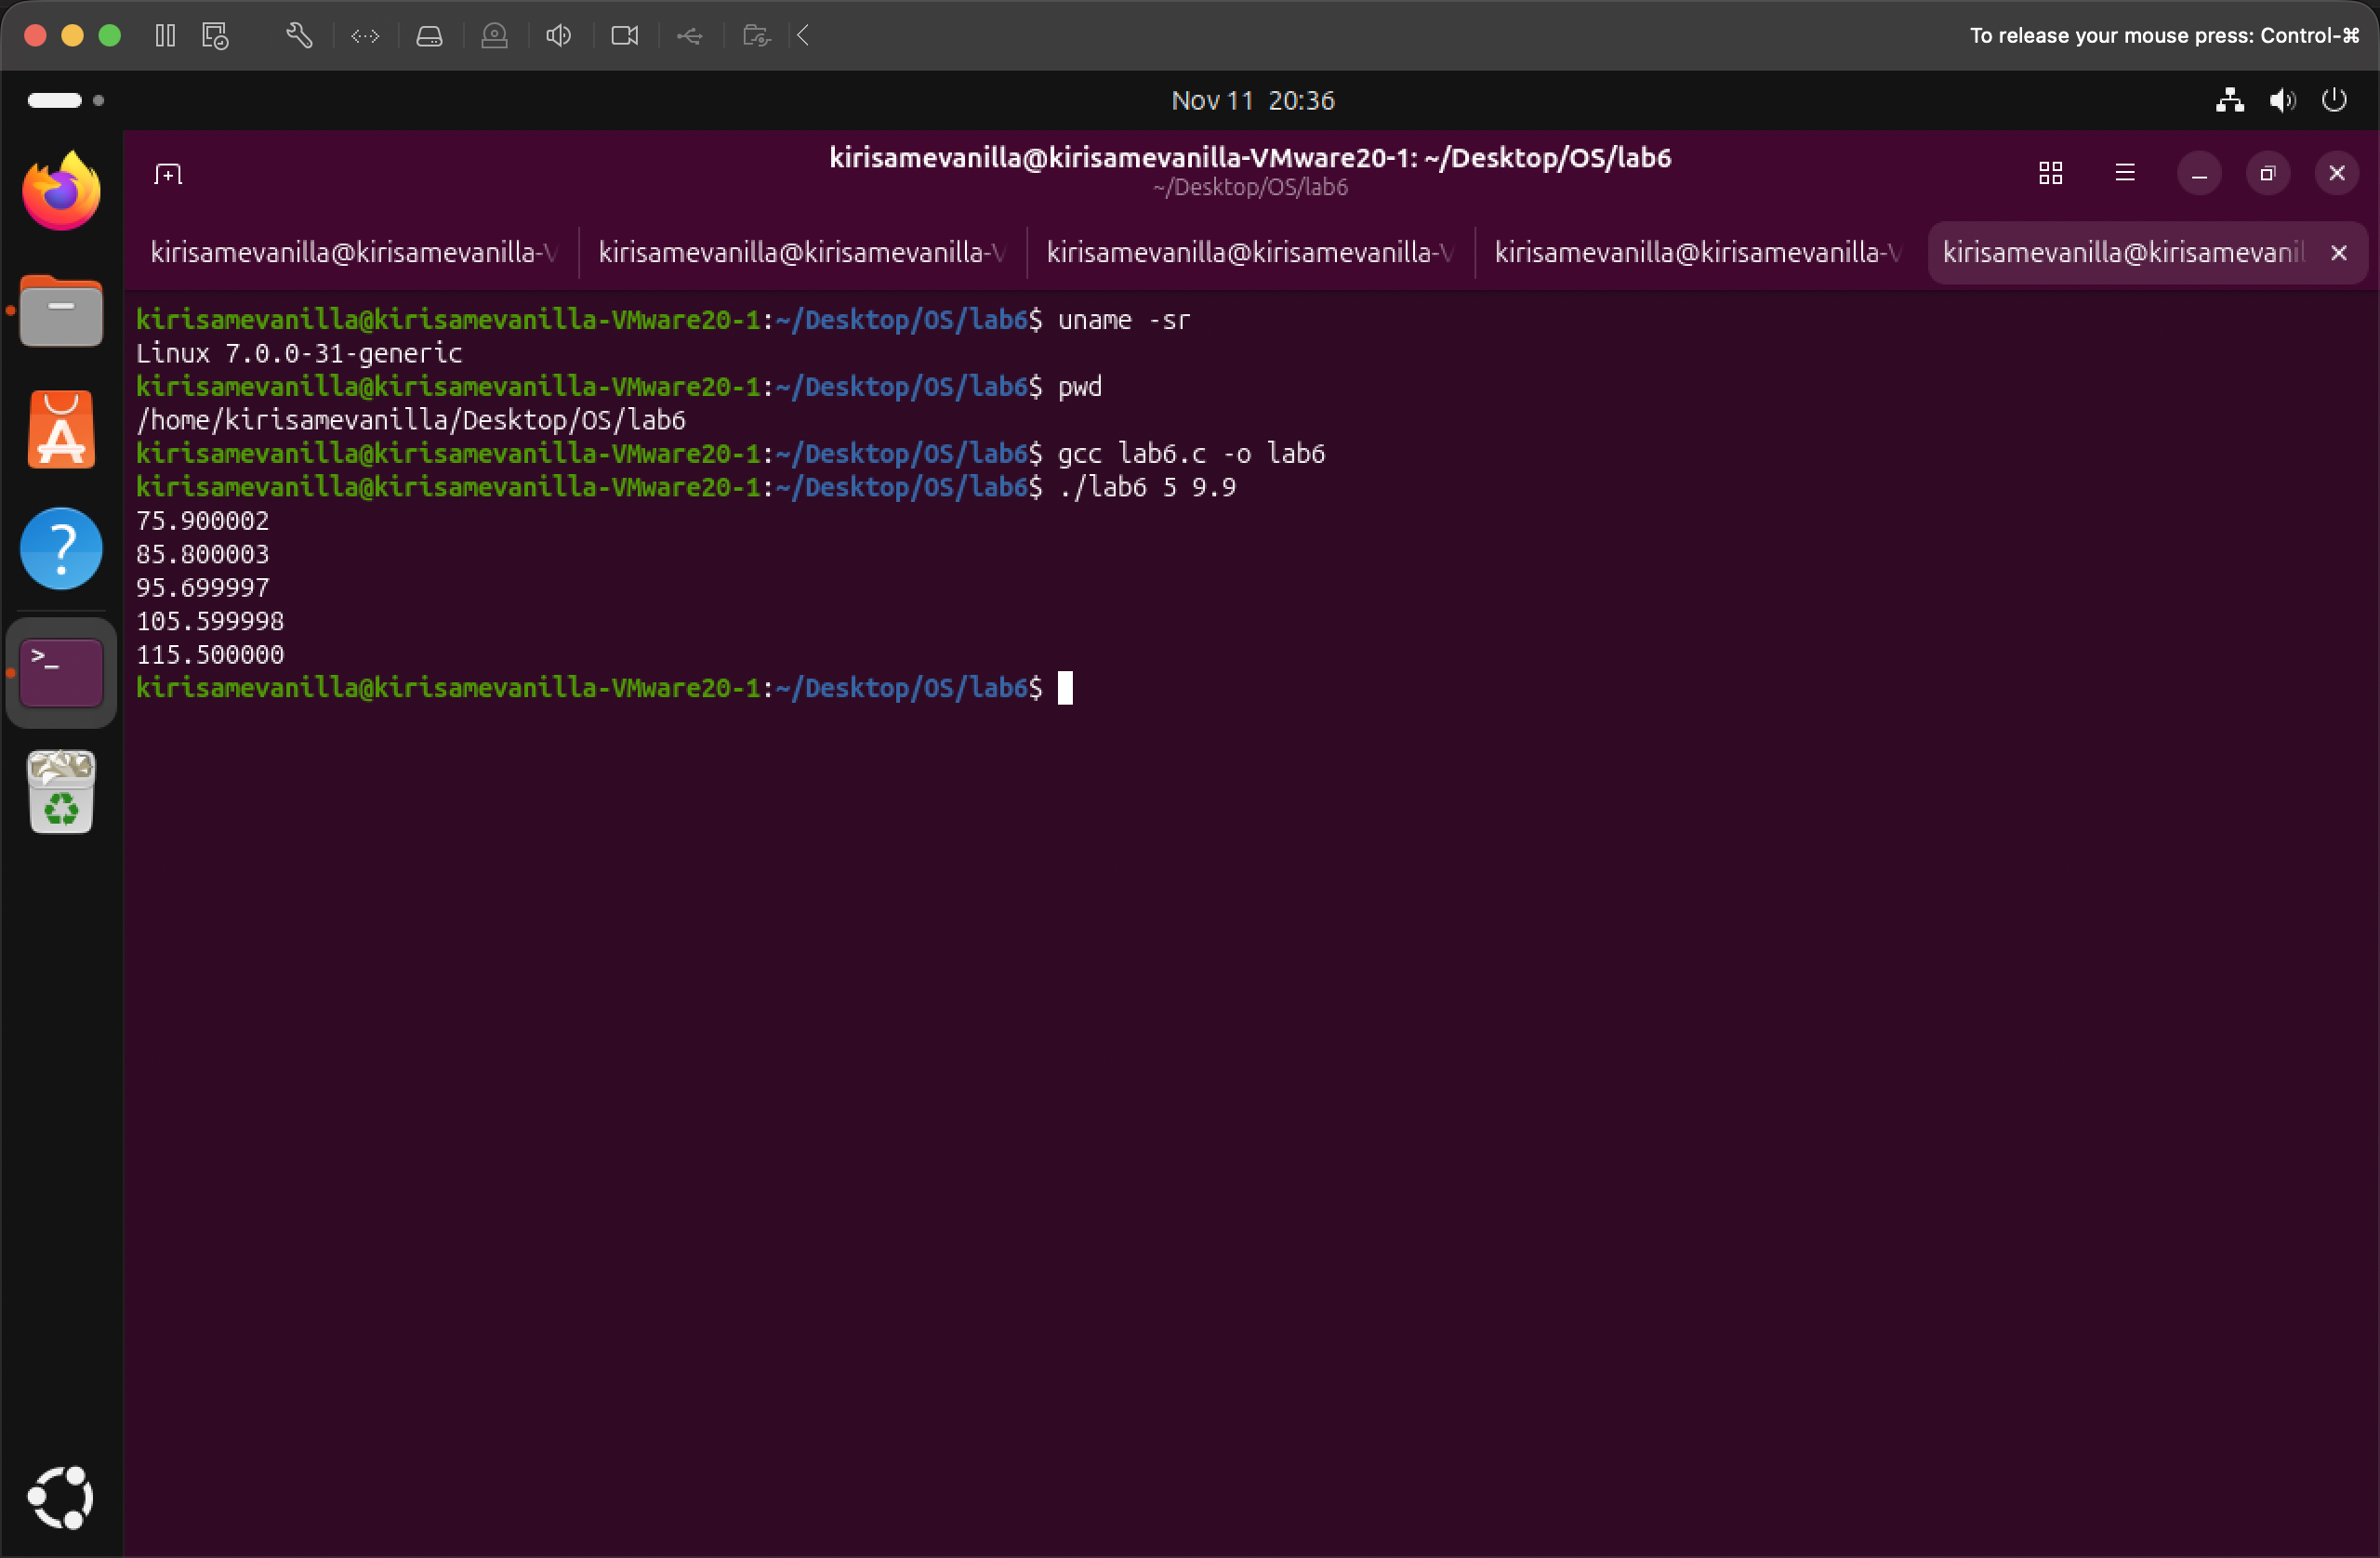 To release your mouse press: Control-⌘
Nov 11 20:36
kirisamevanilla@kirisamevanilla-VMware20-1: ~/Desktop/OS/lab6
~/Desktop/OS/lab6
kirisamevanilla@kirisamevanilla-V kirisamevanilla@kirisamevanilla-V kirisamevanilla@kirisamevanilla-V kirisamevanilla@kirisamevanilla-V kirisamevanilla@kirisamevanil
kirisamevanilla@kirisamevanilla-VMware20-1:~/Desktop/OS/lab6$ uname -sr
Linux 7.0.0-31-generic
kirisamevanilla@kirisamevanilla-VMware20-1:~/Desktop/OS/lab6$ pwd
/home/kirisamevanilla/Desktop/OS/lab6
kirisamevanilla@kirisamevanilla-VMware20-1:~/Desktop/OS/lab6$ gcc lab6.c -o lab6
kirisamevanilla@kirisamevanilla-VMware20-1:~/Desktop/OS/lab6$ ./lab6 5 9.9
75.900002
85.800003
95.699997
105.599998
115.500000
kirisamevanilla@kirisamevanilla-VMware20-1:~/Desktop/OS/lab6$